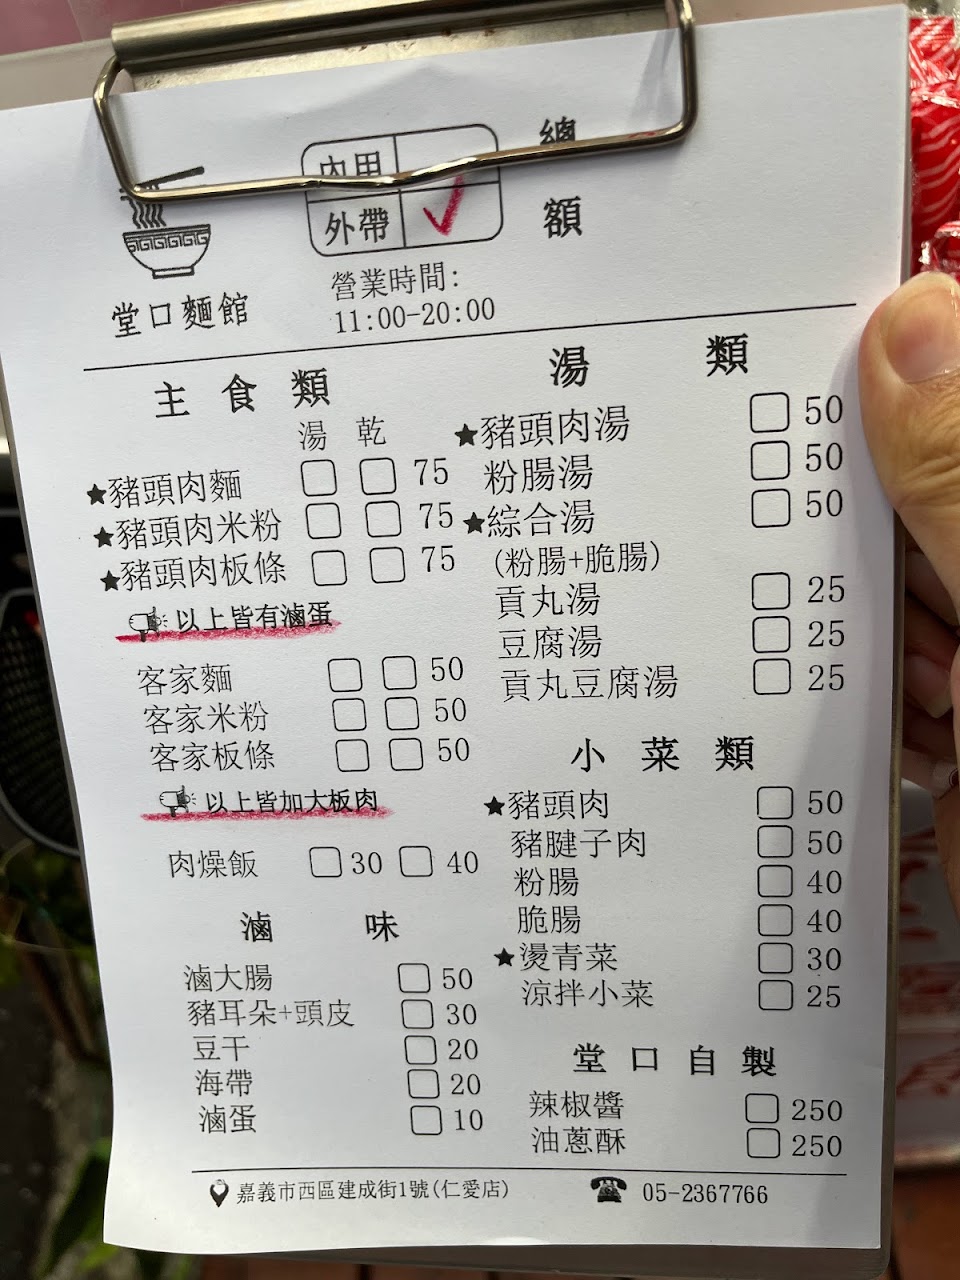 總額
內用
外帶
堂口麵館
營業時間:
11:00-20:00
主食類
湯 乾
★豬頭肉麵 75
★豬頭肉米粉 75
★豬頭肉板條 75
以上皆有滷蛋
客家麵 50
客家米粉 50
客家板條 50
以上皆加大板肉
肉燥飯 30 40
滷味
滷大腸 50
豬耳朵+頭皮 30
豆干 20
海帶 20
滷蛋 10
湯類
★豬頭肉湯 50
粉腸湯 50
★綜合湯 50
(粉腸+脆腸)
貢丸湯 25
豆腐湯 25
貢丸豆腐湯 25
小菜類
★豬頭肉 50
豬腱子肉 50
粉腸 40
脆腸 40
★燙青菜 30
涼拌小菜 25
堂口自製
辣椒醬 250
油蔥酥 250
嘉義市西區建成街1號(仁愛店)
05-2367766